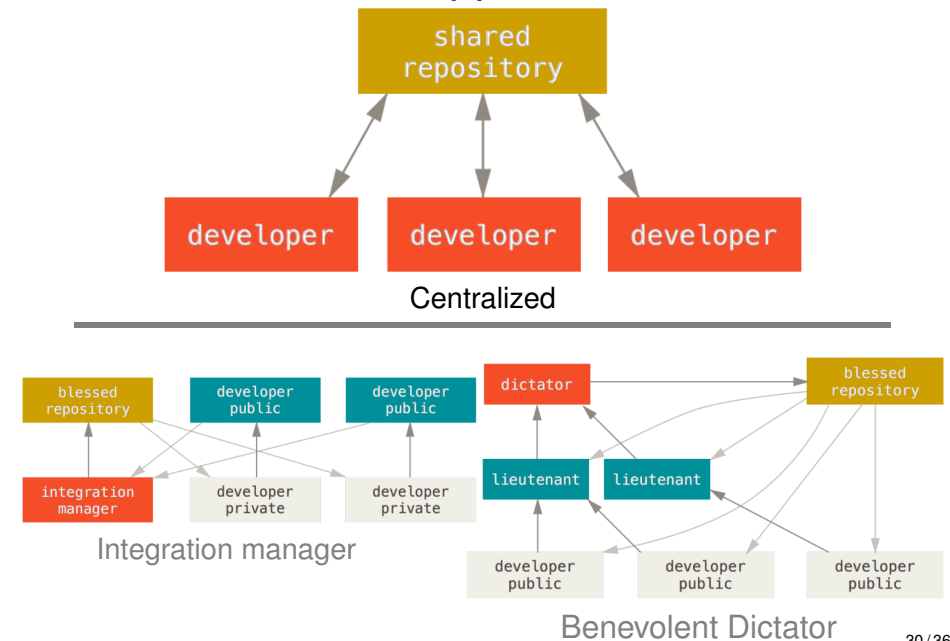 shared
repository
developer
developer
developer
Centralized
blessed
repository
developer
public
developer
public
integration
manager
developer
private
developer
private
Integration manager
dictator
blessed
repository
lieutenant
lieutenant
developer
public
developer
public
developer
public
Benevolent Dictator